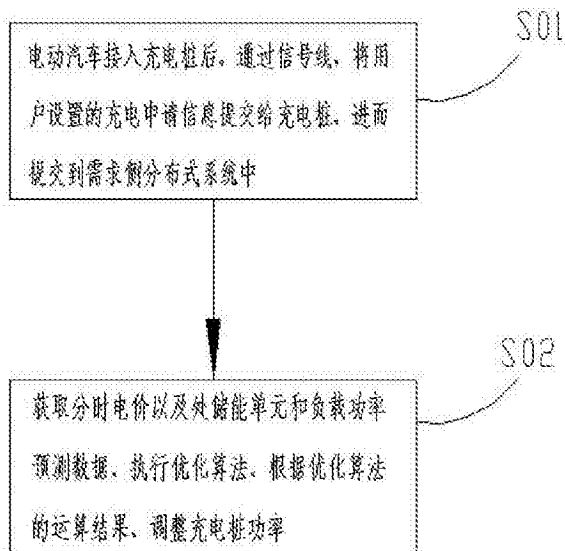 S01
电动汽车接入充电桩后，通过信号线，将用
户设置的充电申请信息提交给充电桩，进而
提交到需求侧分布式系统中
S02
获取分时电价以及处储能单元和负载功率
预测数据、执行优化算法、根据优化算法
的运算结果、调整充电桩功率